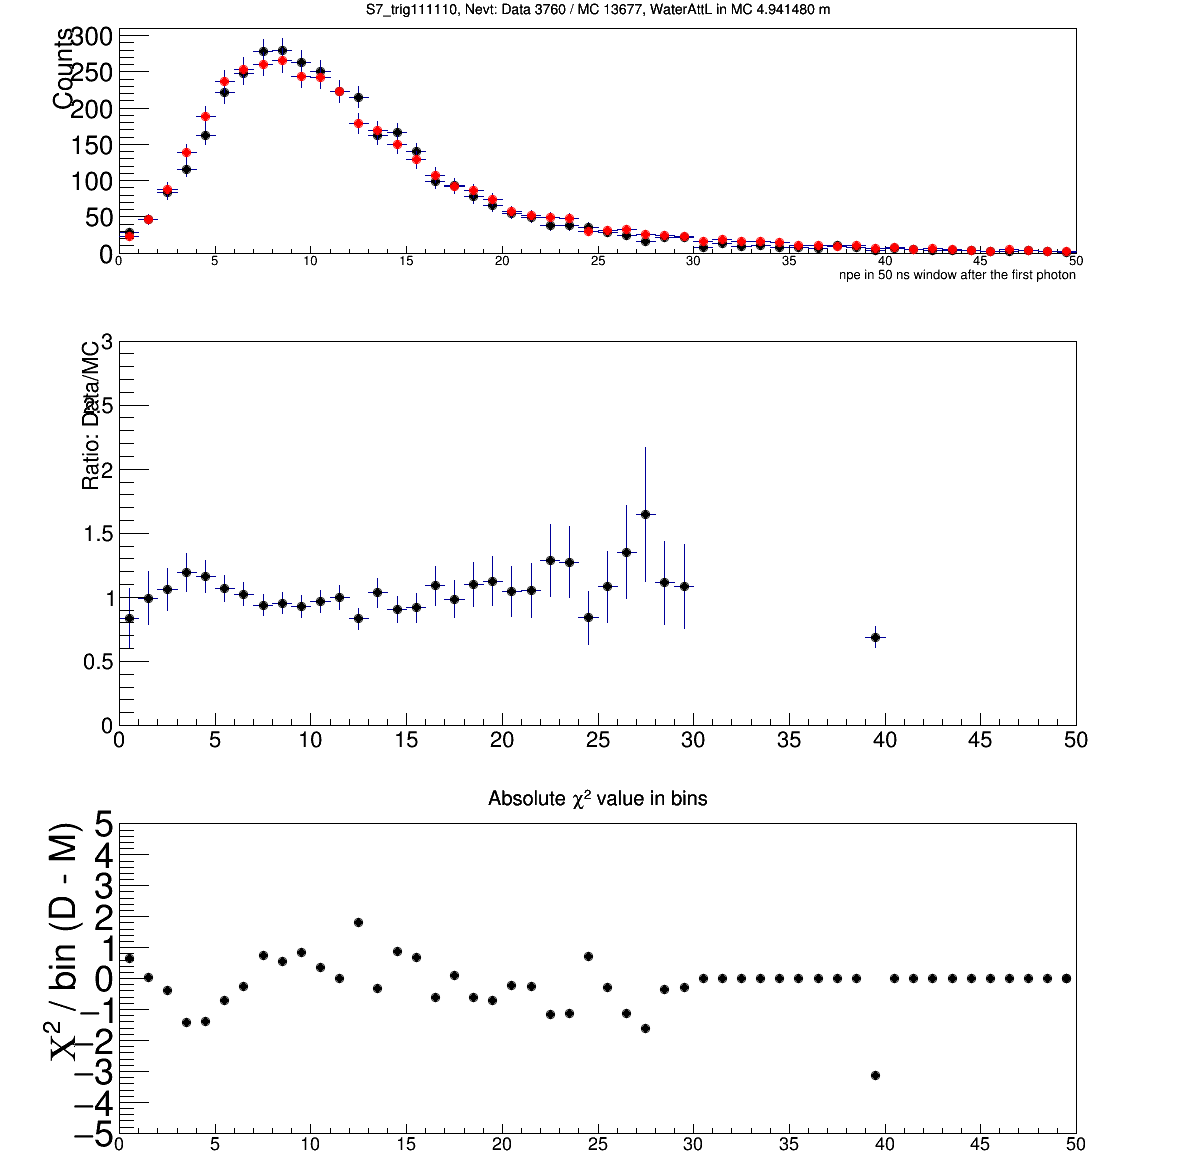 S7_trig111110, Nevt: Data 3760 / MC 13677, WaterAttL in MC 4.941480 m
Counts
300
250
200
150
100
50
0
0 5 10 15 20 25 30 35 40 45 50
npe in 50 ns window after the first photon
Ratio: Data/MC
3
2.5
2
1.5
1
0.5
0
0 5 10 15 20 25 30 35 40 45 50
Absolute χ² value in bins
X² / bin (D - M)
5
4
3
2
1
0
−1
−2
−3
−4
−5
0 5 10 15 20 25 30 35 40 45 50